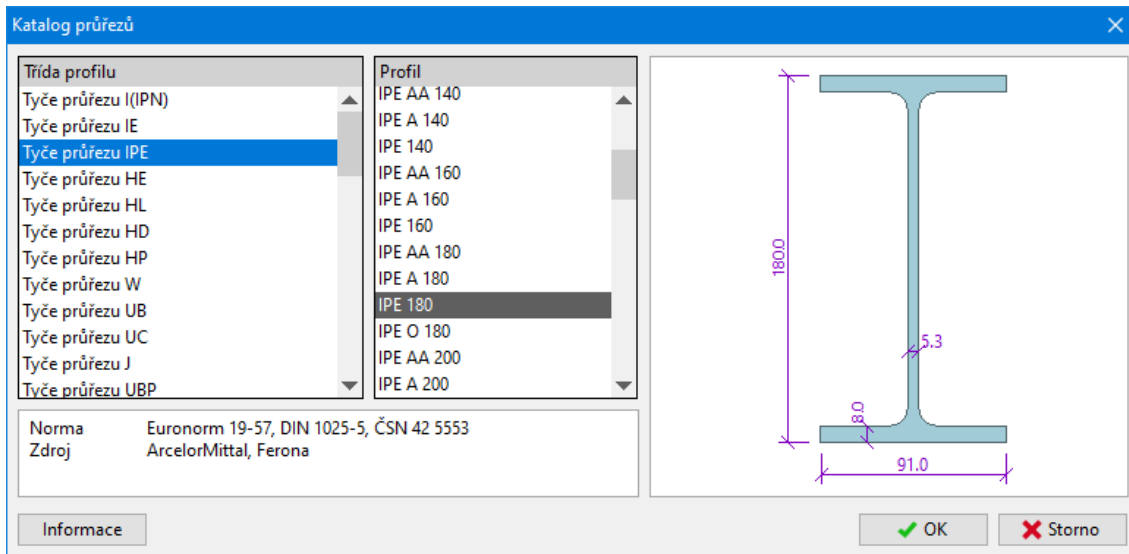 Katalog průřezů
Třída profilu
Tyče průřezu I(IPN)
Tyče průřezu IE
Tyče průřezu IPE
Tyče průřezu HE
Tyče průřezu HL
Tyče průřezu HD
Tyče průřezu HP
Tyče průřezu W
Tyče průřezu UB
Tyče průřezu UC
Tyče průřezu J
Tyče průřezu UBP
Profil
IPE AA 140
IPE A 140
IPE 140
IPE AA 160
IPE A 160
IPE 160
IPE AA 180
IPE A 180
IPE 180
IPE O 180
IPE AA 200
IPE A 200
180.0
5.3
8.0
91.0
Norma Euronorm 19-57, DIN 1025-5, ČSN 42 5553
Zdroj ArcelorMittal, Ferona
Informace
OK
Storno